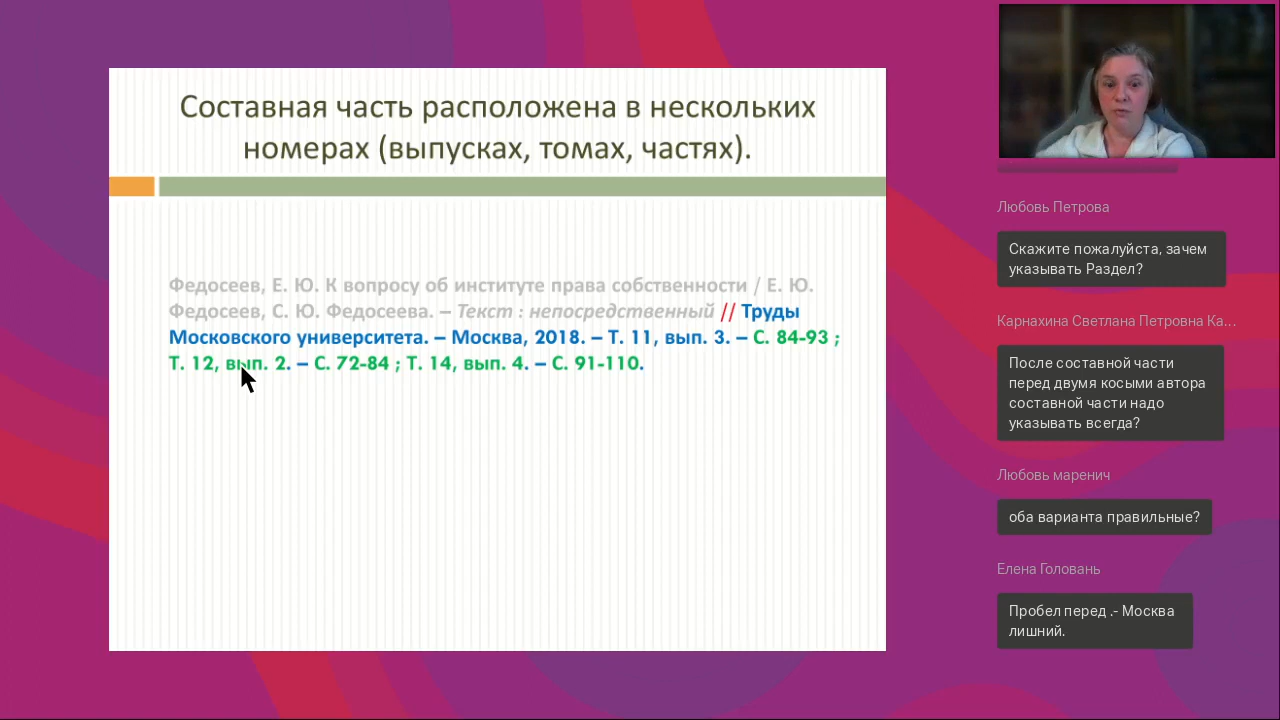 Составная часть расположена в нескольких
номерах (выпусках, томах, частях).
Федосеев, Е. Ю. К вопросу об институте права собственности / Е. Ю.
Федосеев, С. Ю. Федосеева. – Текст : непосредственный // Труды
Московского университета. – Москва, 2018. – Т. 11, вып. 3. – С. 84-93 ;
Т. 12, вып. 2. – С. 72-84 ; Т. 14, вып. 4. – С. 91-110.
Любовь Петрова
Скажите пожалуйста, зачем
указывать Раздел?
Карнахина Светлана Петровна Ка...
После составной части
перед двумя косыми автора
составной части надо
указывать всегда?
Любовь маренич
оба варианта правильные?
Елена Головань
Пробел перед .- Москва
лишний.